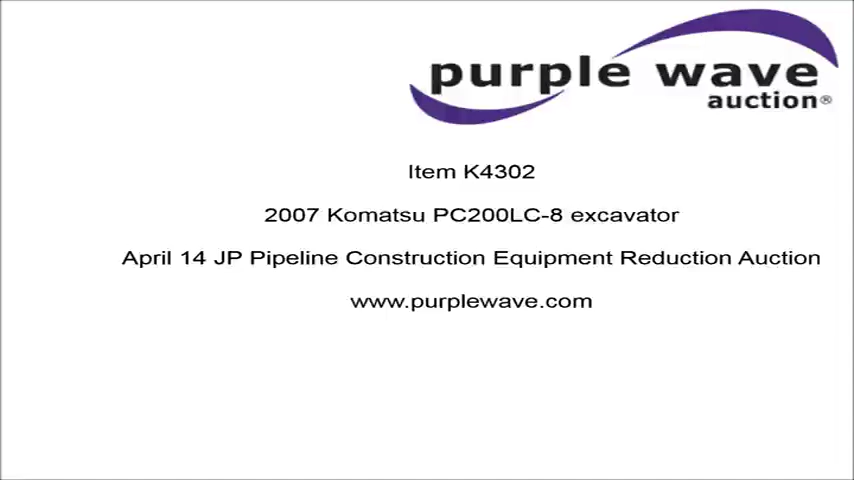 purple wave
auction®
Item K4302
2007 Komatsu PC200LC-8 excavator
April 14 JP Pipeline Construction Equipment Reduction Auction
www.purplewave.com